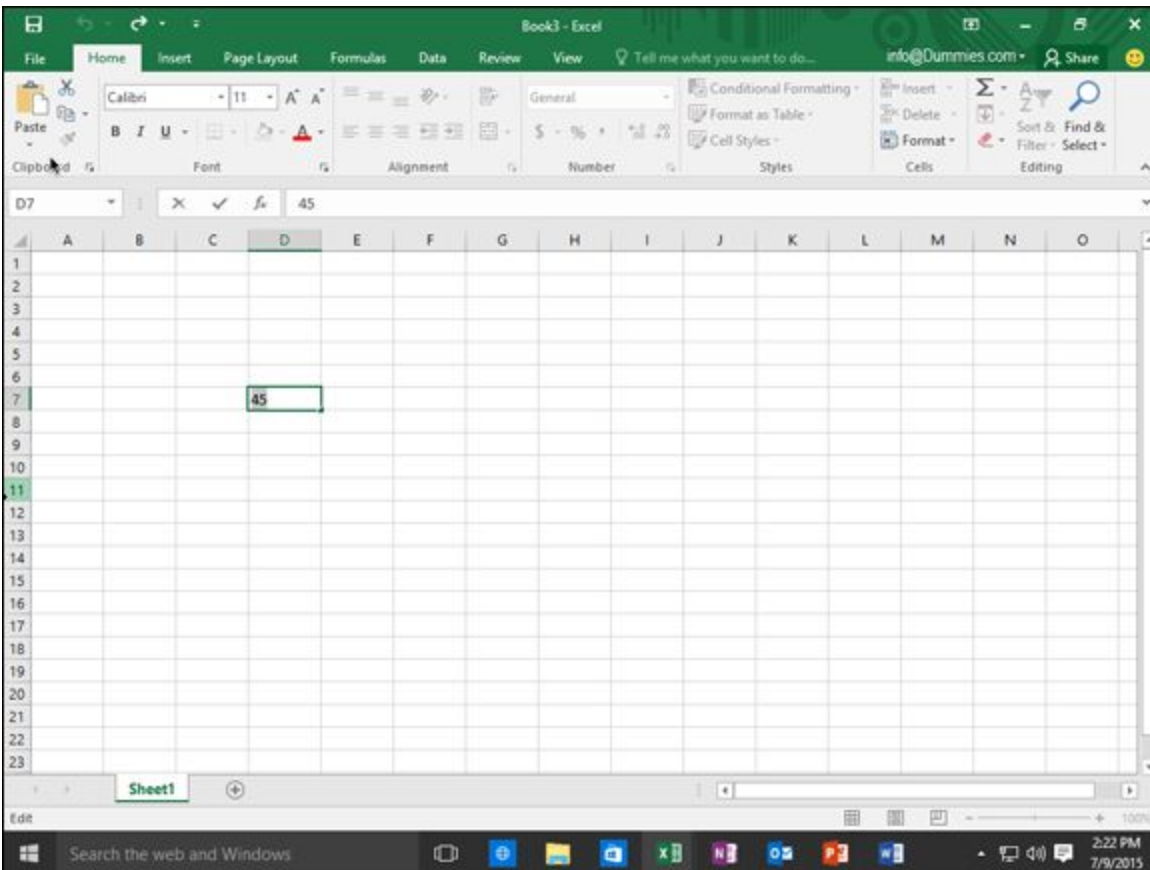 Book3 - Excel
File Home Insert Page Layout Formulas Data Review View Tell me what you want to do... info@Dummies.com Share
Paste
Calibri 11 A A
B I U A
General
$ % ,
Conditional Formatting
Format as Table
Cell Styles
Insert
Delete
Format
Σ
A
Z
Sort & Filter
Find & Select
Clipboard Font Alignment Number Styles Cells Editing
D7 fx 45
A B C D E F G H I J K L M N O
1
2
3
4
5
6
7 45
8
9
10
11
12
13
14
15
16
17
18
19
20
21
22
23
Sheet1
Edit 100%
Search the web and Windows
2:22 PM
7/9/2015